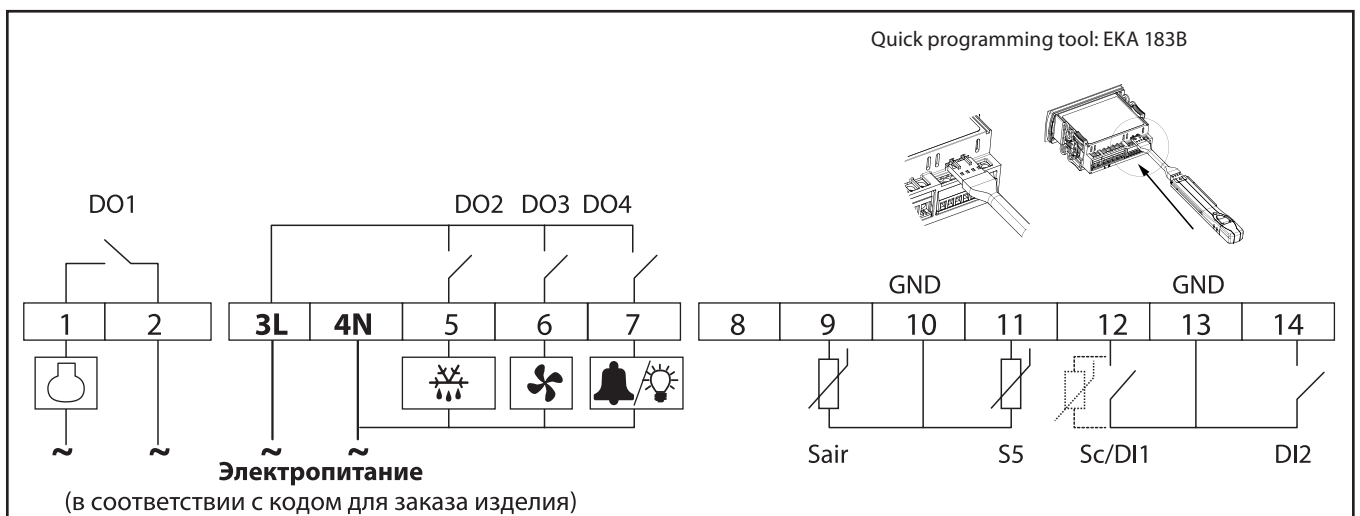 Quick programming tool: EKA 183B
DO1
DO2 DO3 DO4
GND GND
1 2 3L 4N 5 6 7 8 9 10 11 12 13 14
Sair S5 Sc/DI1 DI2
~ ~ ~ ~
Электропитание
(в соответствии с кодом для заказа изделия)